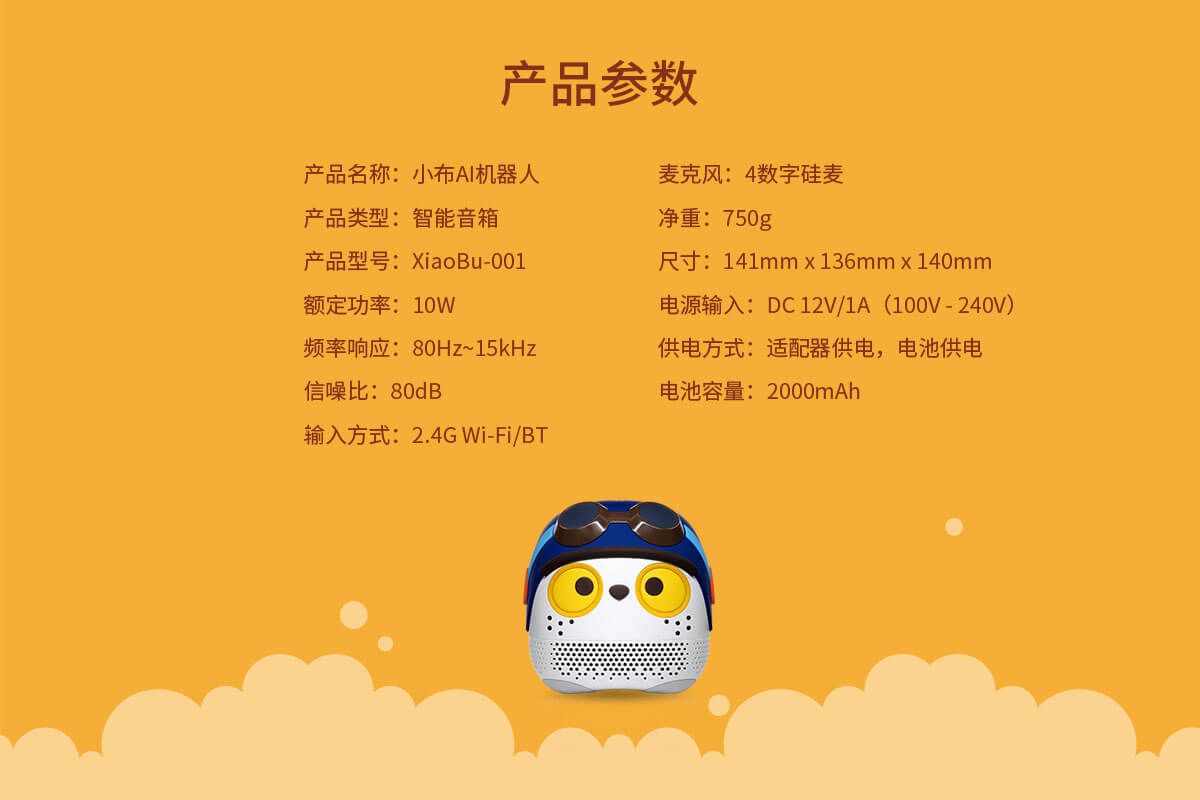 产品参数
产品名称：小布AI机器人
产品类型：智能音箱
产品型号：XiaoBu-001
额定功率：10W
频率响应：80Hz~15kHz
信噪比：80dB
输入方式：2.4G Wi-Fi/BT
麦克风：4数字硅麦
净重：750g
尺寸：141mm x 136mm x 140mm
电源输入：DC 12V/1A（100V - 240V）
供电方式：适配器供电，电池供电
电池容量：2000mAh